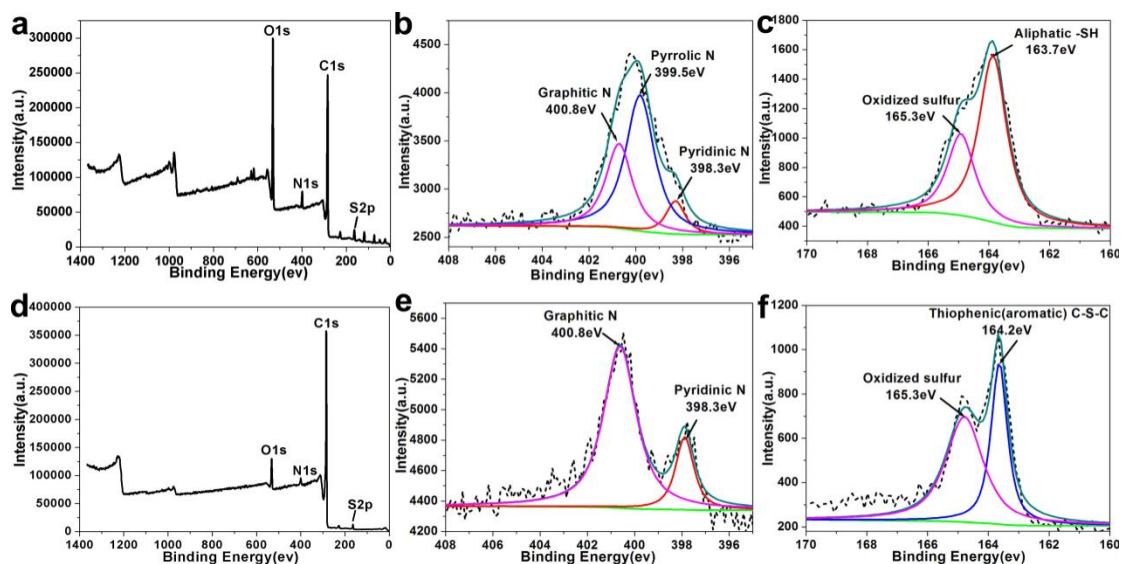 a
300000
250000
200000
150000
100000
50000
0
Intensity(a.u.)
O1s
C1s
N1s
S2p
1400 1200 1000 800 600 400 200 0
Binding Energy(ev)
b
4500
4000
3500
3000
2500
Intensity(a.u.)
Graphitic N
400.8eV
Pyrrolic N
399.5eV
Pyridinic N
398.3eV
408 406 404 402 400 398 396
Binding Energy(ev)
c
1800
1600
1400
1200
1000
800
600
400
Intensity(a.u.)
Aliphatic -SH
163.7eV
Oxidized sulfur
165.3eV
170 168 166 164 162 160
Binding Energy(ev)
d
400000
350000
300000
250000
200000
150000
100000
50000
0
Intensity(a.u.)
C1s
O1s
N1s
S2p
1400 1200 1000 800 600 400 200 0
Binding Energy(ev)
e
5600
5400
5200
5000
4800
4600
4400
4200
Intensity(a.u.)
Graphitic N
400.8eV
Pyridinic N
398.3eV
408 406 404 402 400 398 396
Binding Energy(ev)
f
1200
1000
800
600
400
200
Intensity(a.u.)
Thiophenic(aromatic) C-S-C
164.2eV
Oxidized sulfur
165.3eV
170 168 166 164 162 160
Binding Energy(ev)